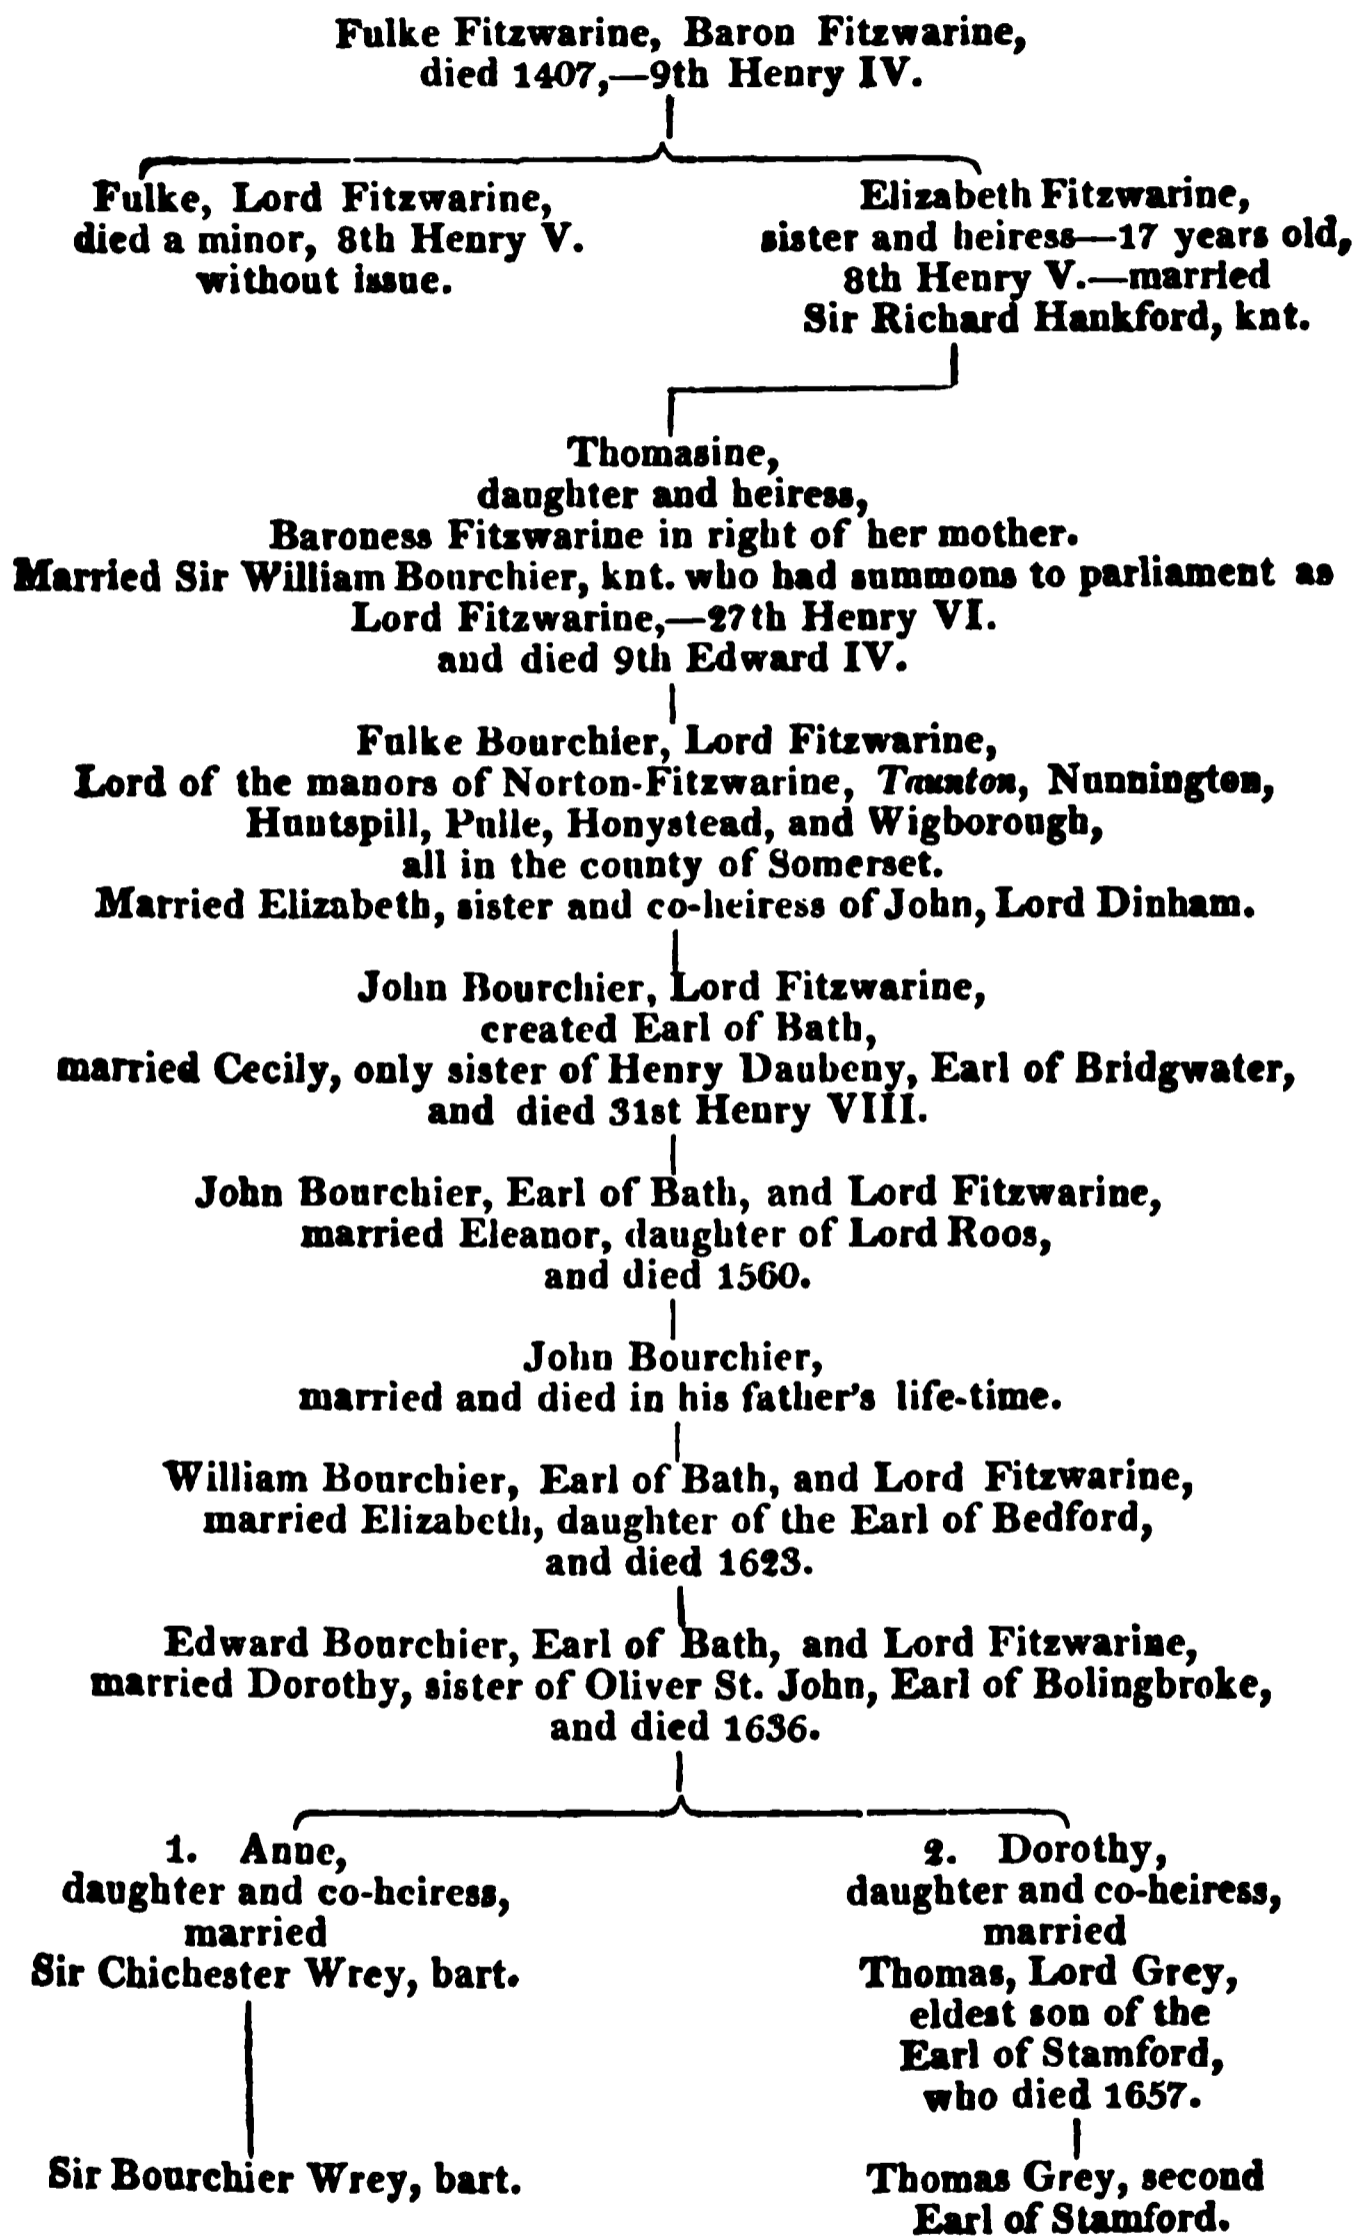 Fulke Fitzwarine, Baron Fitzwarine,
died 1407,—9th Henry IV.
Fulke, Lord Fitzwarine,
died a minor, 8th Henry V.
without issue.
Elizabeth Fitzwarine,
sister and heiress—17 years old,
8th Henry V.—married
Sir Richard Hankford, knt.
Thomasine,
daughter and heiress,
Baroness Fitzwarine in right of her mother.
Married Sir William Bourchier, knt. who had summons to parliament as
Lord Fitzwarine,—27th Henry VI.
and died 9th Edward IV.
Fulke Bourchier, Lord Fitzwarine,
Lord of the manors of Norton-Fitzwarine, Taunton, Nunnington,
Huntspill, Pulle, Honystead, and Wigborough,
all in the county of Somerset.
Married Elizabeth, sister and co-heiress of John, Lord Dinham.
John Bourchier, Lord Fitzwarine,
created Earl of Bath,
married Cecily, only sister of Henry Daubeny, Earl of Bridgwater,
and died 31st Henry VIII.
John Bourchier, Earl of Bath, and Lord Fitzwarine,
married Eleanor, daughter of Lord Roos,
and died 1560.
John Bourchier,
married and died in his father's life-time.
William Bourchier, Earl of Bath, and Lord Fitzwarine,
married Elizabeth, daughter of the Earl of Bedford,
and died 1623.
Edward Bourchier, Earl of Bath, and Lord Fitzwarine,
married Dorothy, sister of Oliver St. John, Earl of Bolingbroke,
and died 1636.
1. Anne,
daughter and co-heiress,
married
Sir Chichester Wrey, bart.
Sir Bourchier Wrey, bart.
2. Dorothy,
daughter and co-heiress,
married
Thomas, Lord Grey,
eldest son of the
Earl of Stamford,
who died 1657.
Thomas Grey, second
Earl of Stamford.